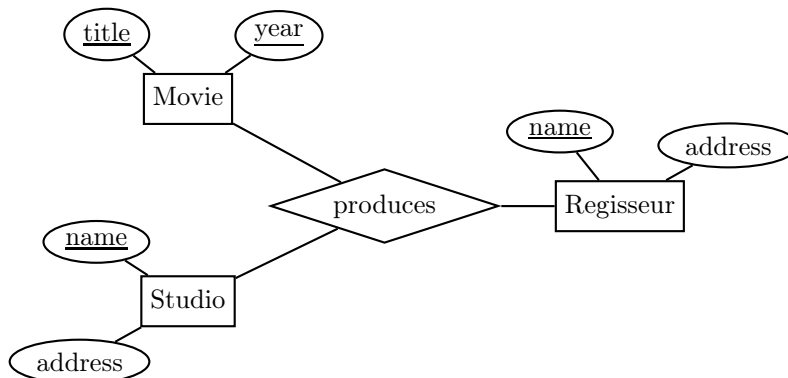 title
year
Movie
name
address
produces
Regisseur
name
Studio
address